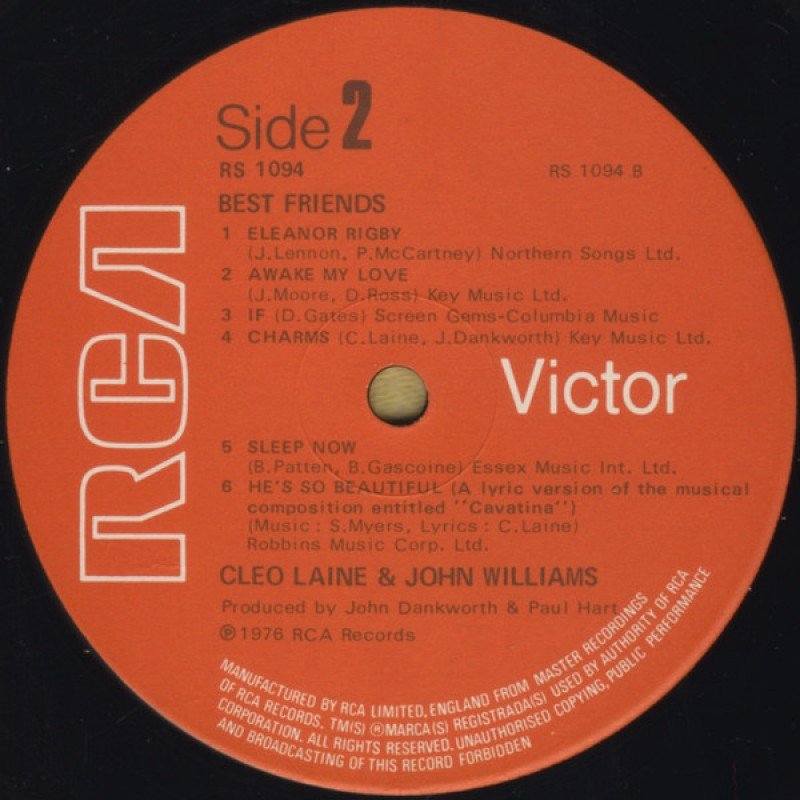 Side 2
RS 1094
RS 1094 B
BEST FRIENDS
1 ELEANOR RIGBY
(J.Lennon, P.McCartney) Northern Songs Ltd.
2 AWAKE MY LOVE
(J.Moore, D.Ross) Key Music Ltd.
3 IF (D.Gates) Screen Gems-Columbia Music
4 CHARMS (C.Laine, J.Dankworth) Key Music Ltd.
RCA
Victor
5 SLEEP NOW
(B.Patten, B.Gascoine) Essex Music Int. Ltd.
6 HE'S SO BEAUTIFUL (A lyric version of the musical
composition entitled "Cavatina")
(Music : S.Myers, Lyrics : C.Laine)
Robbins Music Corp. Ltd.
CLEO LAINE & JOHN WILLIAMS
Produced by John Dankworth & Paul Hart
℗ 1976 RCA Records
MANUFACTURED BY RCA LIMITED, ENGLAND FROM MASTER RECORDINGS
OF RCA RECORDS. TM(S) ® MARCA(S) REGISTRADA(S) USED BY AUTHORITY OF RCA
CORPORATION. ALL RIGHTS RESERVED. UNAUTHORISED COPYING, PUBLIC PERFORMANCE
AND BROADCASTING OF THIS RECORD FORBIDDEN